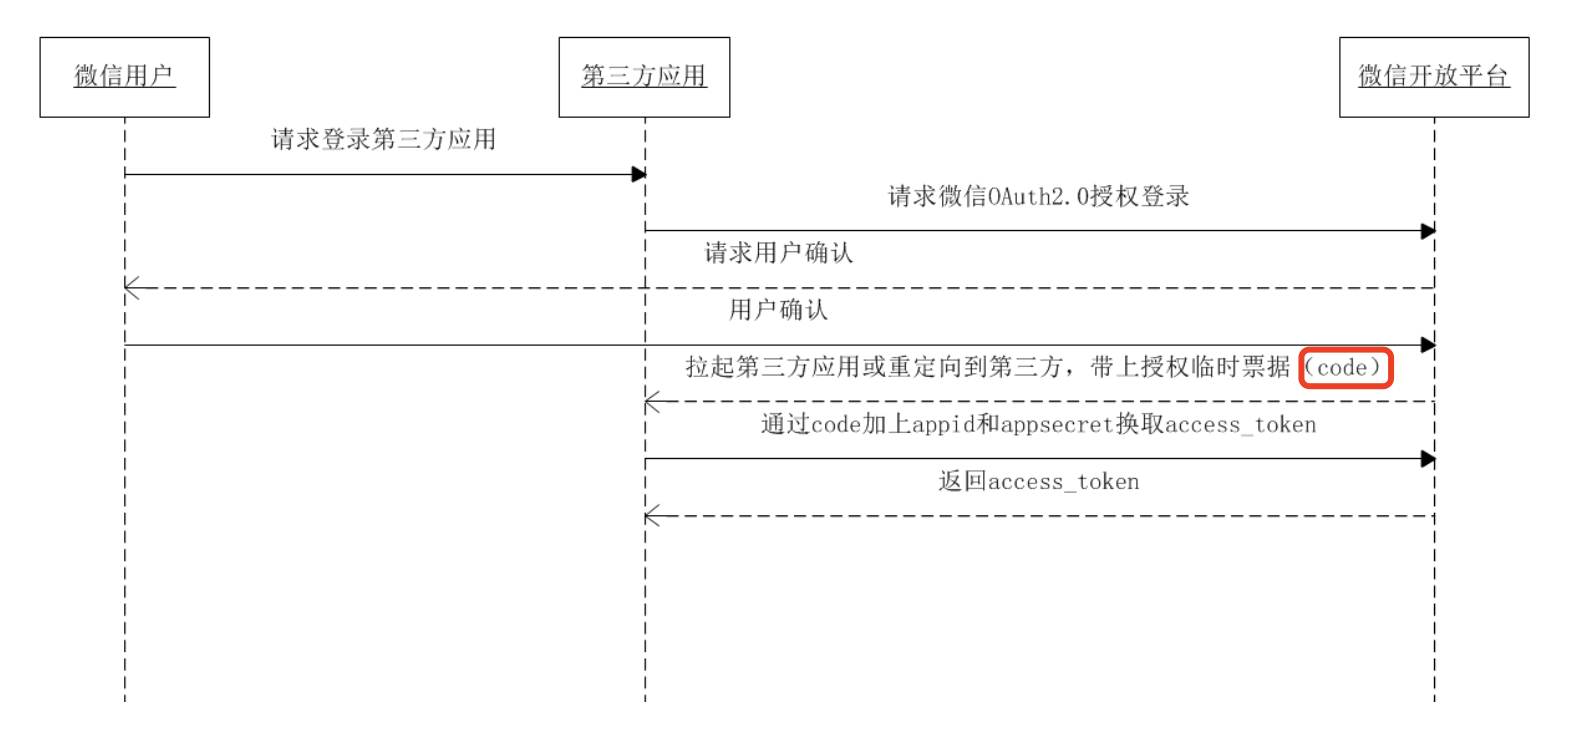 微信用户
第三方应用
微信开放平台
请求登录第三方应用
请求微信OAuth2.0授权登录
请求用户确认
用户确认
拉起第三方应用或重定向到第三方，带上授权临时票据（code）
通过code加上appid和appsecret换取access_token
返回access_token